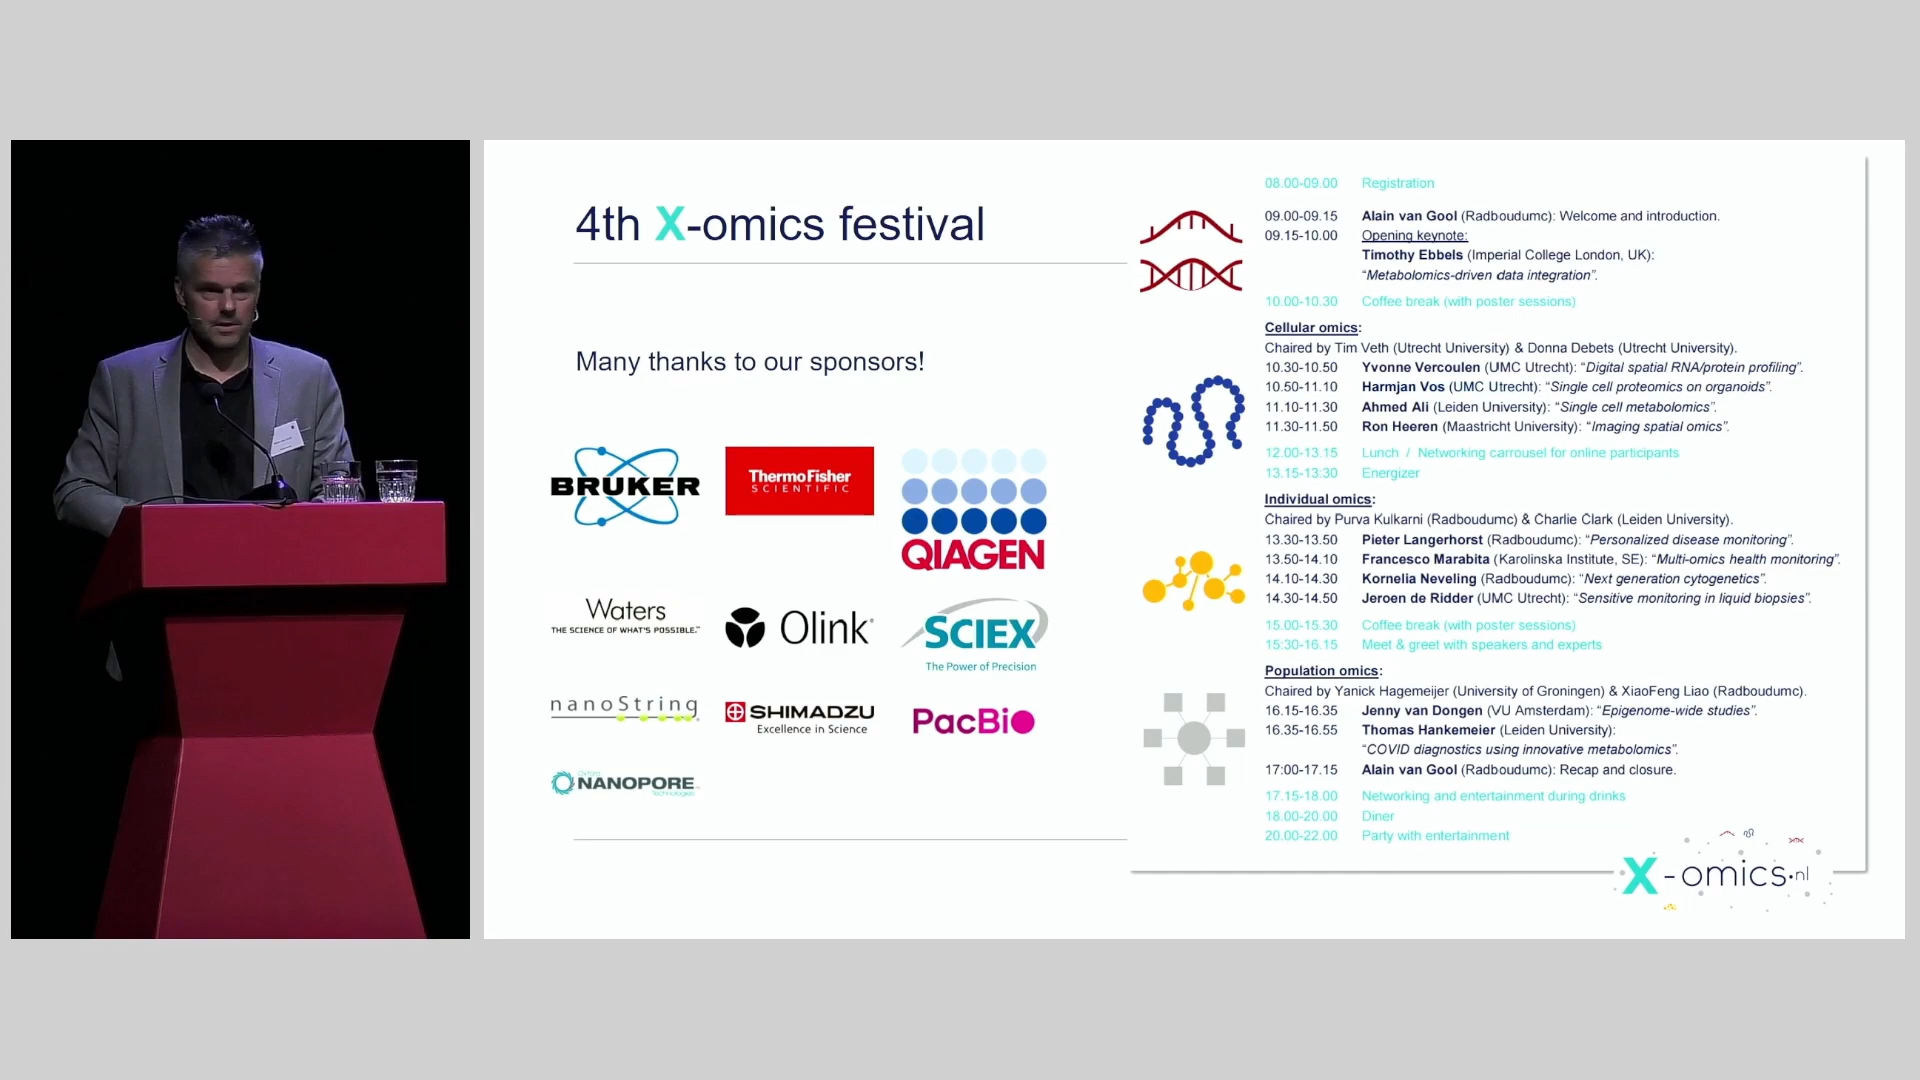 4th X-omics festival
Many thanks to our sponsors!
BRUKER
ThermoFisher
SCIENTIFIC
QIAGEN
Waters
THE SCIENCE OF WHAT'S POSSIBLE.™
Olink
SCIEX
The Power of Precision
nanoString
SHIMADZU
Excellence in Science
PacBio
Oxford
NANOPORE
Technologies
08.00-09.00 Registration
09.00-09.15 Alain van Gool (Radboudumc): Welcome and introduction.
09.15-10.00 Opening keynote:
Timothy Ebbels (Imperial College London, UK):
“Metabolomics-driven data integration”.
10.00-10.30 Coffee break (with poster sessions)
Cellular omics:
Chaired by Tim Veth (Utrecht University) & Donna Debets (Utrecht University).
10.30-10.50 Yvonne Vercoulen (UMC Utrecht): “Digital spatial RNA/protein profiling”.
10.50-11.10 Harmjan Vos (UMC Utrecht): “Single cell proteomics on organoids”.
11.10-11.30 Ahmed Ali (Leiden University): “Single cell metabolomics”.
11.30-11.50 Ron Heeren (Maastricht University): “Imaging spatial omics”.
12.00-13.15 Lunch / Networking carrousel for online participants
13.15-13:30 Energizer
Individual omics:
Chaired by Purva Kulkarni (Radboudumc) & Charlie Clark (Leiden University).
13.30-13.50 Pieter Langerhorst (Radboudumc): “Personalized disease monitoring”.
13.50-14.10 Francesco Marabita (Karolinska Institute, SE): “Multi-omics health monitoring”.
14.10-14.30 Kornelia Neveling (Radboudumc): “Next generation cytogenetics”.
14.30-14.50 Jeroen de Ridder (UMC Utrecht): “Sensitive monitoring in liquid biopsies”.
15.00-15.30 Coffee break (with poster sessions)
15:30-16.15 Meet & greet with speakers and experts
Population omics:
Chaired by Yanick Hagemeijer (University of Groningen) & XiaoFeng Liao (Radboudumc).
16.15-16.35 Jenny van Dongen (VU Amsterdam): “Epigenome-wide studies”.
16.35-16.55 Thomas Hankemeier (Leiden University):
“COVID diagnostics using innovative metabolomics”.
17:00-17.15 Alain van Gool (Radboudumc): Recap and closure.
17.15-18.00 Networking and entertainment during drinks
18.00-20.00 Diner
20.00-22.00 Party with entertainment
X-omics.nl